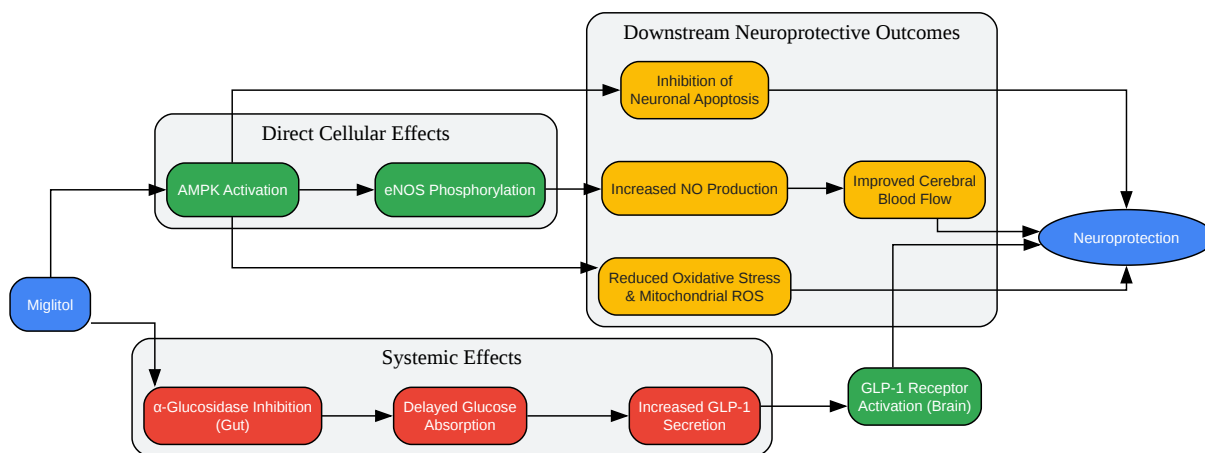 Downstream Neuroprotective Outcomes
Inhibition of
Neuronal Apoptosis
Direct Cellular Effects
AMPK Activation
eNOS Phosphorylation
Increased NO Production
Improved Cerebral
Blood Flow
Neuroprotection
Reduced Oxidative Stress
& Mitochondrial ROS
Miglitol
Systemic Effects
α-Glucosidase Inhibition
(Gut)
Delayed Glucose
Absorption
Increased GLP-1
Secretion
GLP-1 Receptor
Activation (Brain)